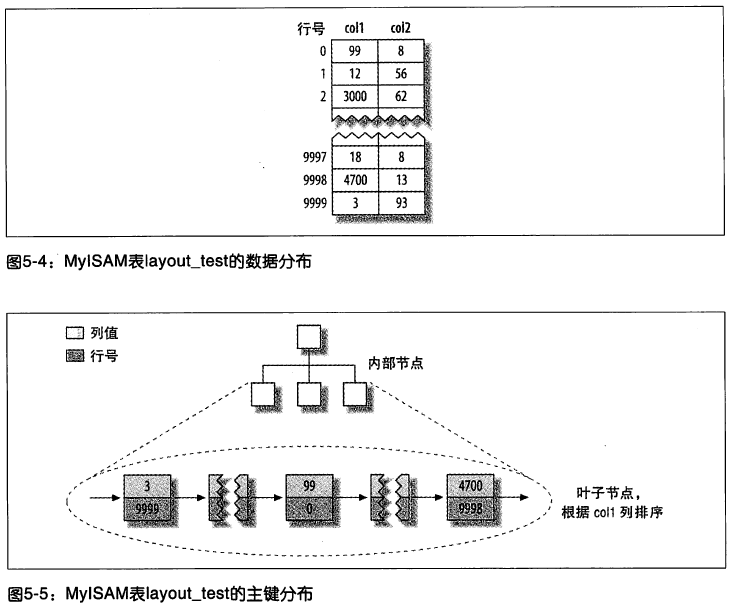 行号 col1 col2
0 99 8
1 12 56
2 3000 62
9997 18 8
9998 4700 13
9999 3 93
图5-4：MyISAM表layout_test的数据分布
列值
行号
内部节点
3 99 4700
9999 0 9998
叶子节点，
根据 col1 列排序
图5-5：MyISAM表layout_test的主键分布